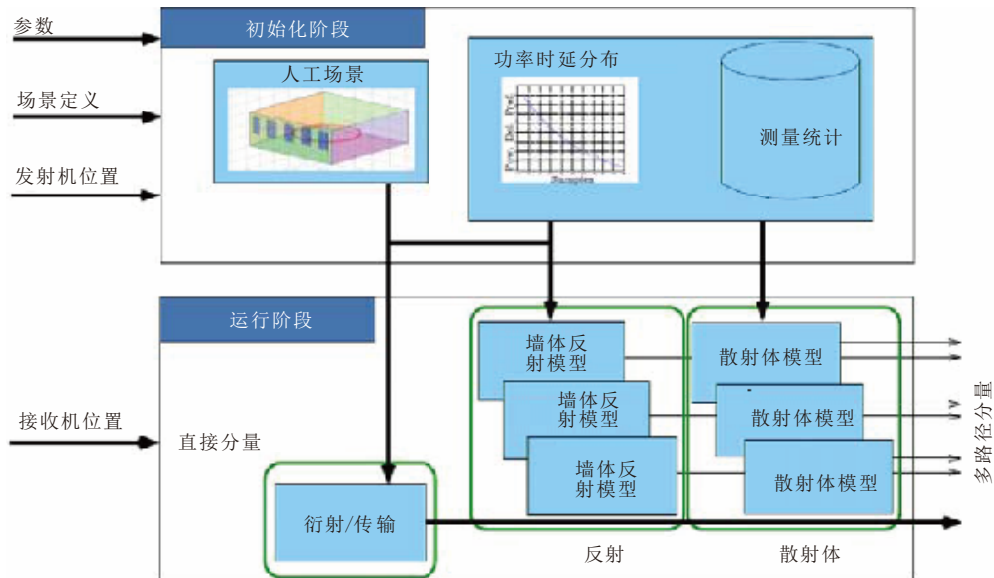 参数
初始化阶段
人工场景
功率时延分布
Pow. Del. Prof.
Samples
测量统计
场景定义
发射机位置
运行阶段
墙体反
射模型
墙体反
射模型
墙体反
射模型
散射体模型
散射体模型
散射体模型
接收机位置
直接分量
衍射/传输
反射
散射体
多路径分量